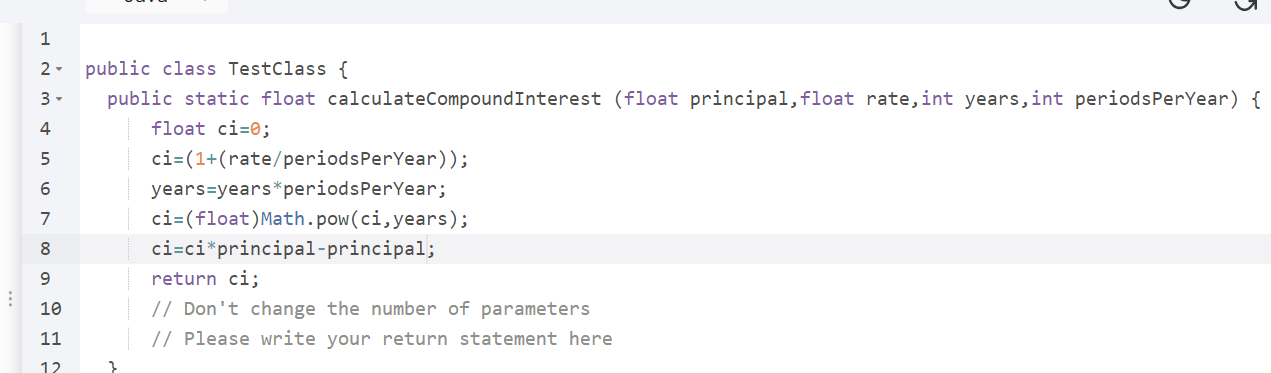 Java
1
2 public class TestClass {
3 public static float calculateCompoundInterest (float principal,float rate,int years,int periodsPerYear) {
4 float ci=0;
5 ci=(1+(rate/periodsPerYear));
6 years=years*periodsPerYear;
7 ci=(float)Math.pow(ci,years);
8 ci=ci*principal-principal;
9 return ci;
10 // Don't change the number of parameters
11 // Please write your return statement here
12 }